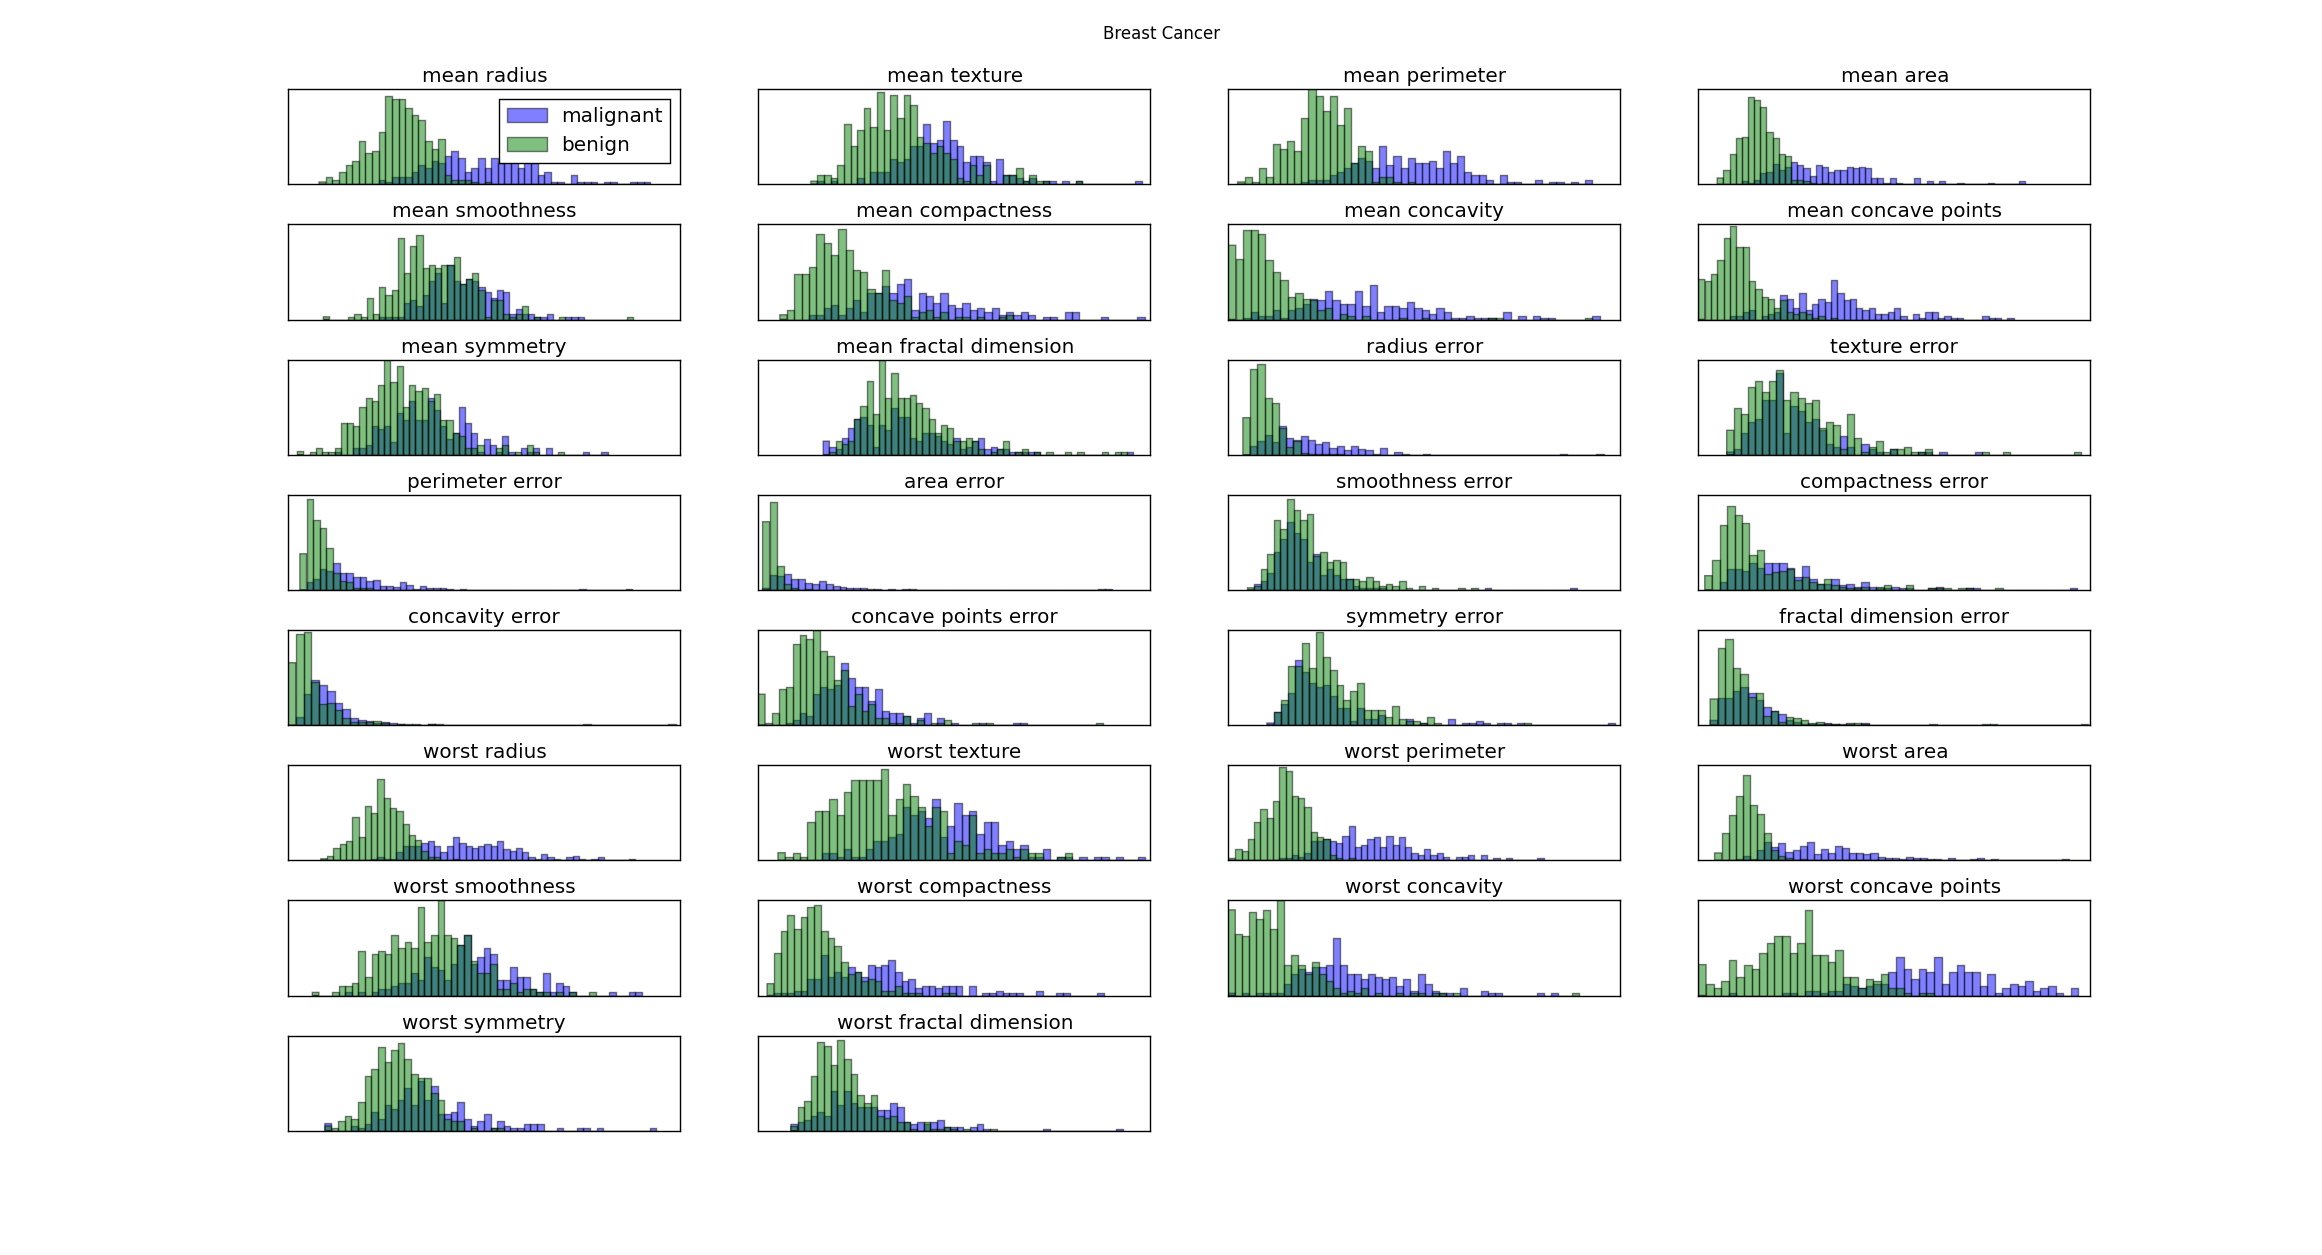 Breast Cancer
mean radius
malignant
benign
mean texture
mean perimeter
mean area
mean smoothness
mean compactness
mean concavity
mean concave points
mean symmetry
mean fractal dimension
radius error
texture error
perimeter error
area error
smoothness error
compactness error
concavity error
concave points error
symmetry error
fractal dimension error
worst radius
worst texture
worst perimeter
worst area
worst smoothness
worst compactness
worst concavity
worst concave points
worst symmetry
worst fractal dimension